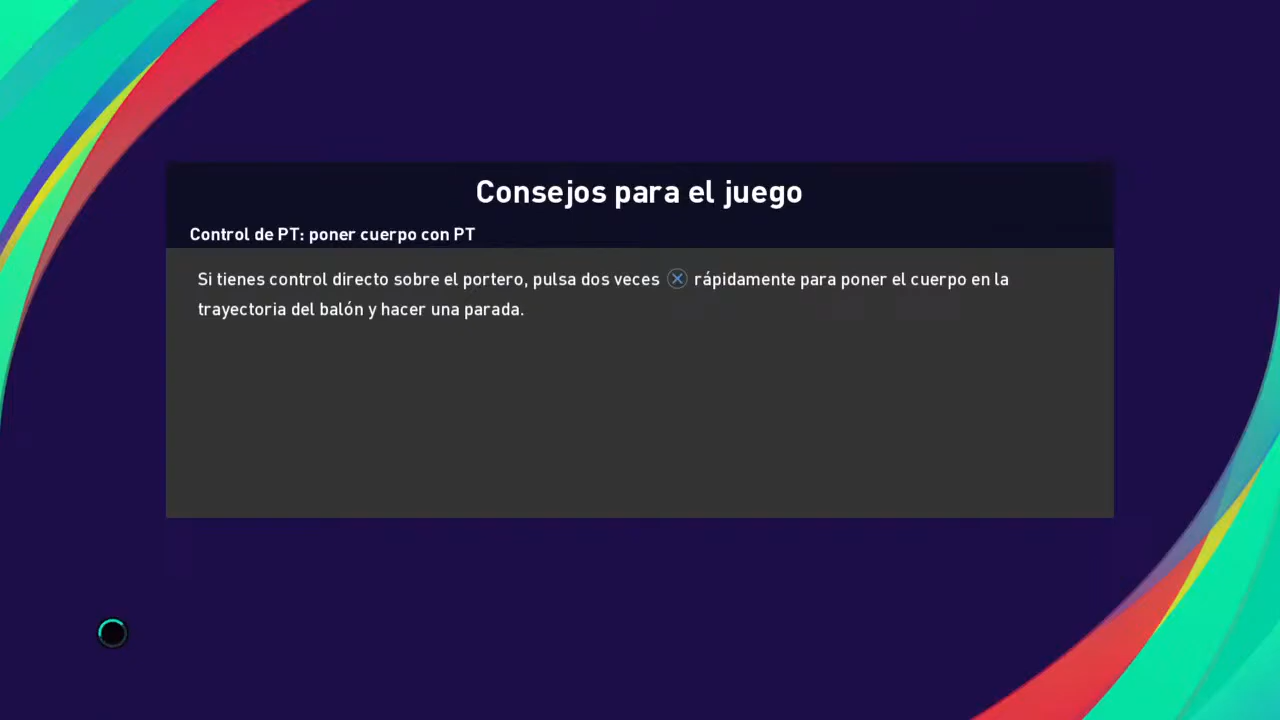 Consejos para el juego
Control de PT: poner cuerpo con PT
Si tienes control directo sobre el portero, pulsa dos veces ⓧ rápidamente para poner el cuerpo en la
trayectoria del balón y hacer una parada.